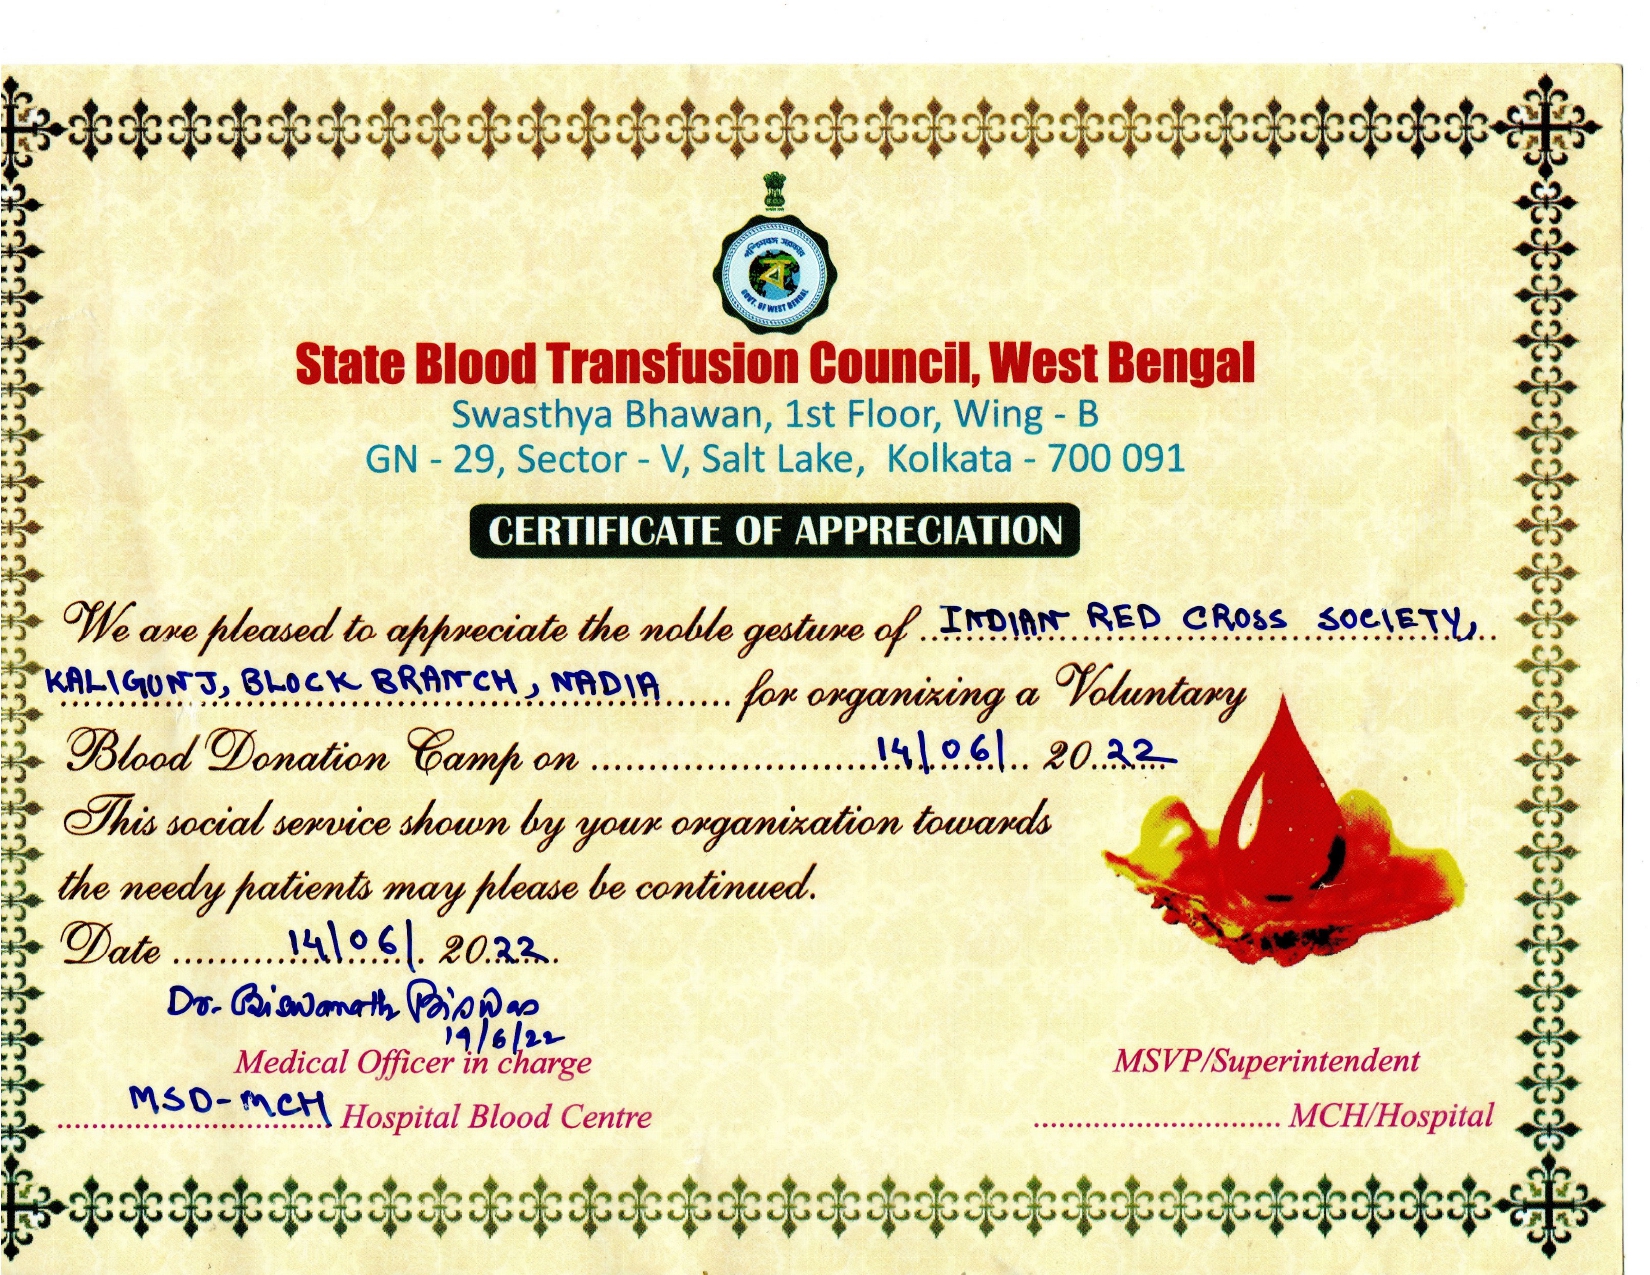 পশ্চিমবঙ্গ সরকার
ব
GOVT. OF WEST BENGAL
State Blood Transfusion Council, West Bengal
Swasthya Bhawan, 1st Floor, Wing - B
GN - 29, Sector - V, Salt Lake, Kolkata - 700 091
CERTIFICATE OF APPRECIATION
We are pleased to appreciate the noble gesture of INDIAN RED CROSS SOCIETY,
KALIGUNJ, BLOCK BRANCH, NADIA for organizing a Voluntary
Blood Donation Camp on 14/06/ 2022
This social service shown by your organization towards
the needy patients may please be continued.
Date 14/06/ 2022
Dr. Biswanath Biswas
14/6/22
Medical Officer in charge MSVP/Superintendent
MSD-MCH Hospital Blood Centre MCH/Hospital